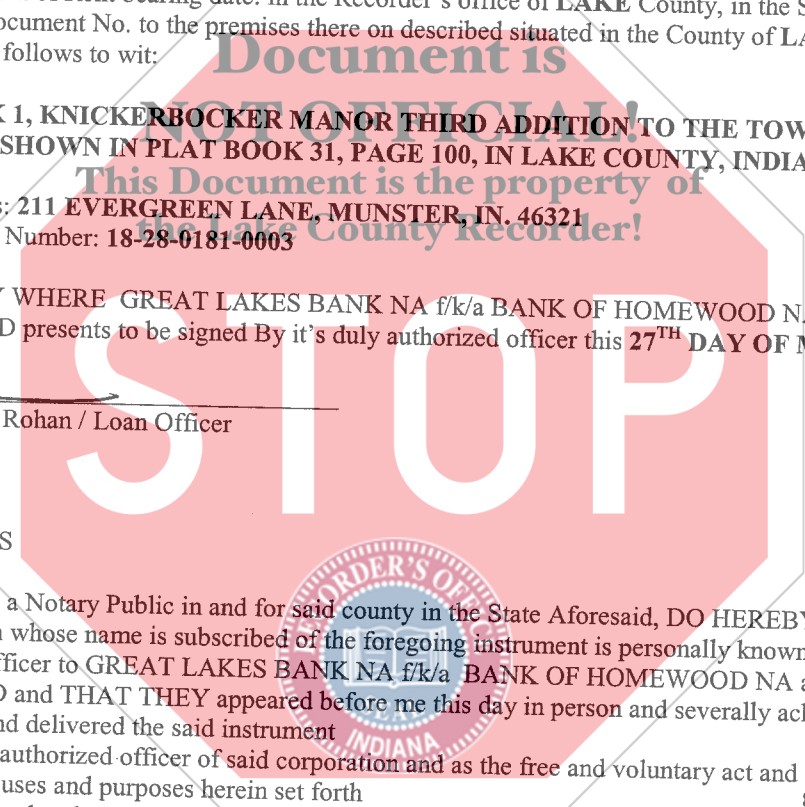 in the Recorder's office of LAKE County, in the S
ocument No. to the premises there on described situated in the County of LA
follows to wit:
Document is
NOT OFFICIAL!
K 1, KNICKERBOCKER MANOR THIRD ADDITION TO THE TOW
SHOWN IN PLAT BOOK 31, PAGE 100, IN LAKE COUNTY, INDIA
This Document is the property of
s: 211 EVERGREEN LANE, MUNSTER, IN. 46321
the Lake County Recorder!
Number: 18-28-0181-0003
Y WHERE GREAT LAKES BANK NA f/k/a BANK OF HOMEWOOD NA
D presents to be signed By it's duly authorized officer this 27TH DAY OF M
STOP
Rohan / Loan Officer
S
RECORDER'S OFFICE
a Notary Public in and for said county in the State Aforesaid, DO HEREBY
whose name is subscribed of the foregoing instrument is personally known
fficer to GREAT LAKES BANK NA f/k/a BANK OF HOMEWOOD NA a
D and THAT THEY appeared before me this day in person and severally ack
SEAL
nd delivered the said instrument
INDIANA
authorized officer of said corporation and as the free and voluntary act and
uses and purposes herein set forth